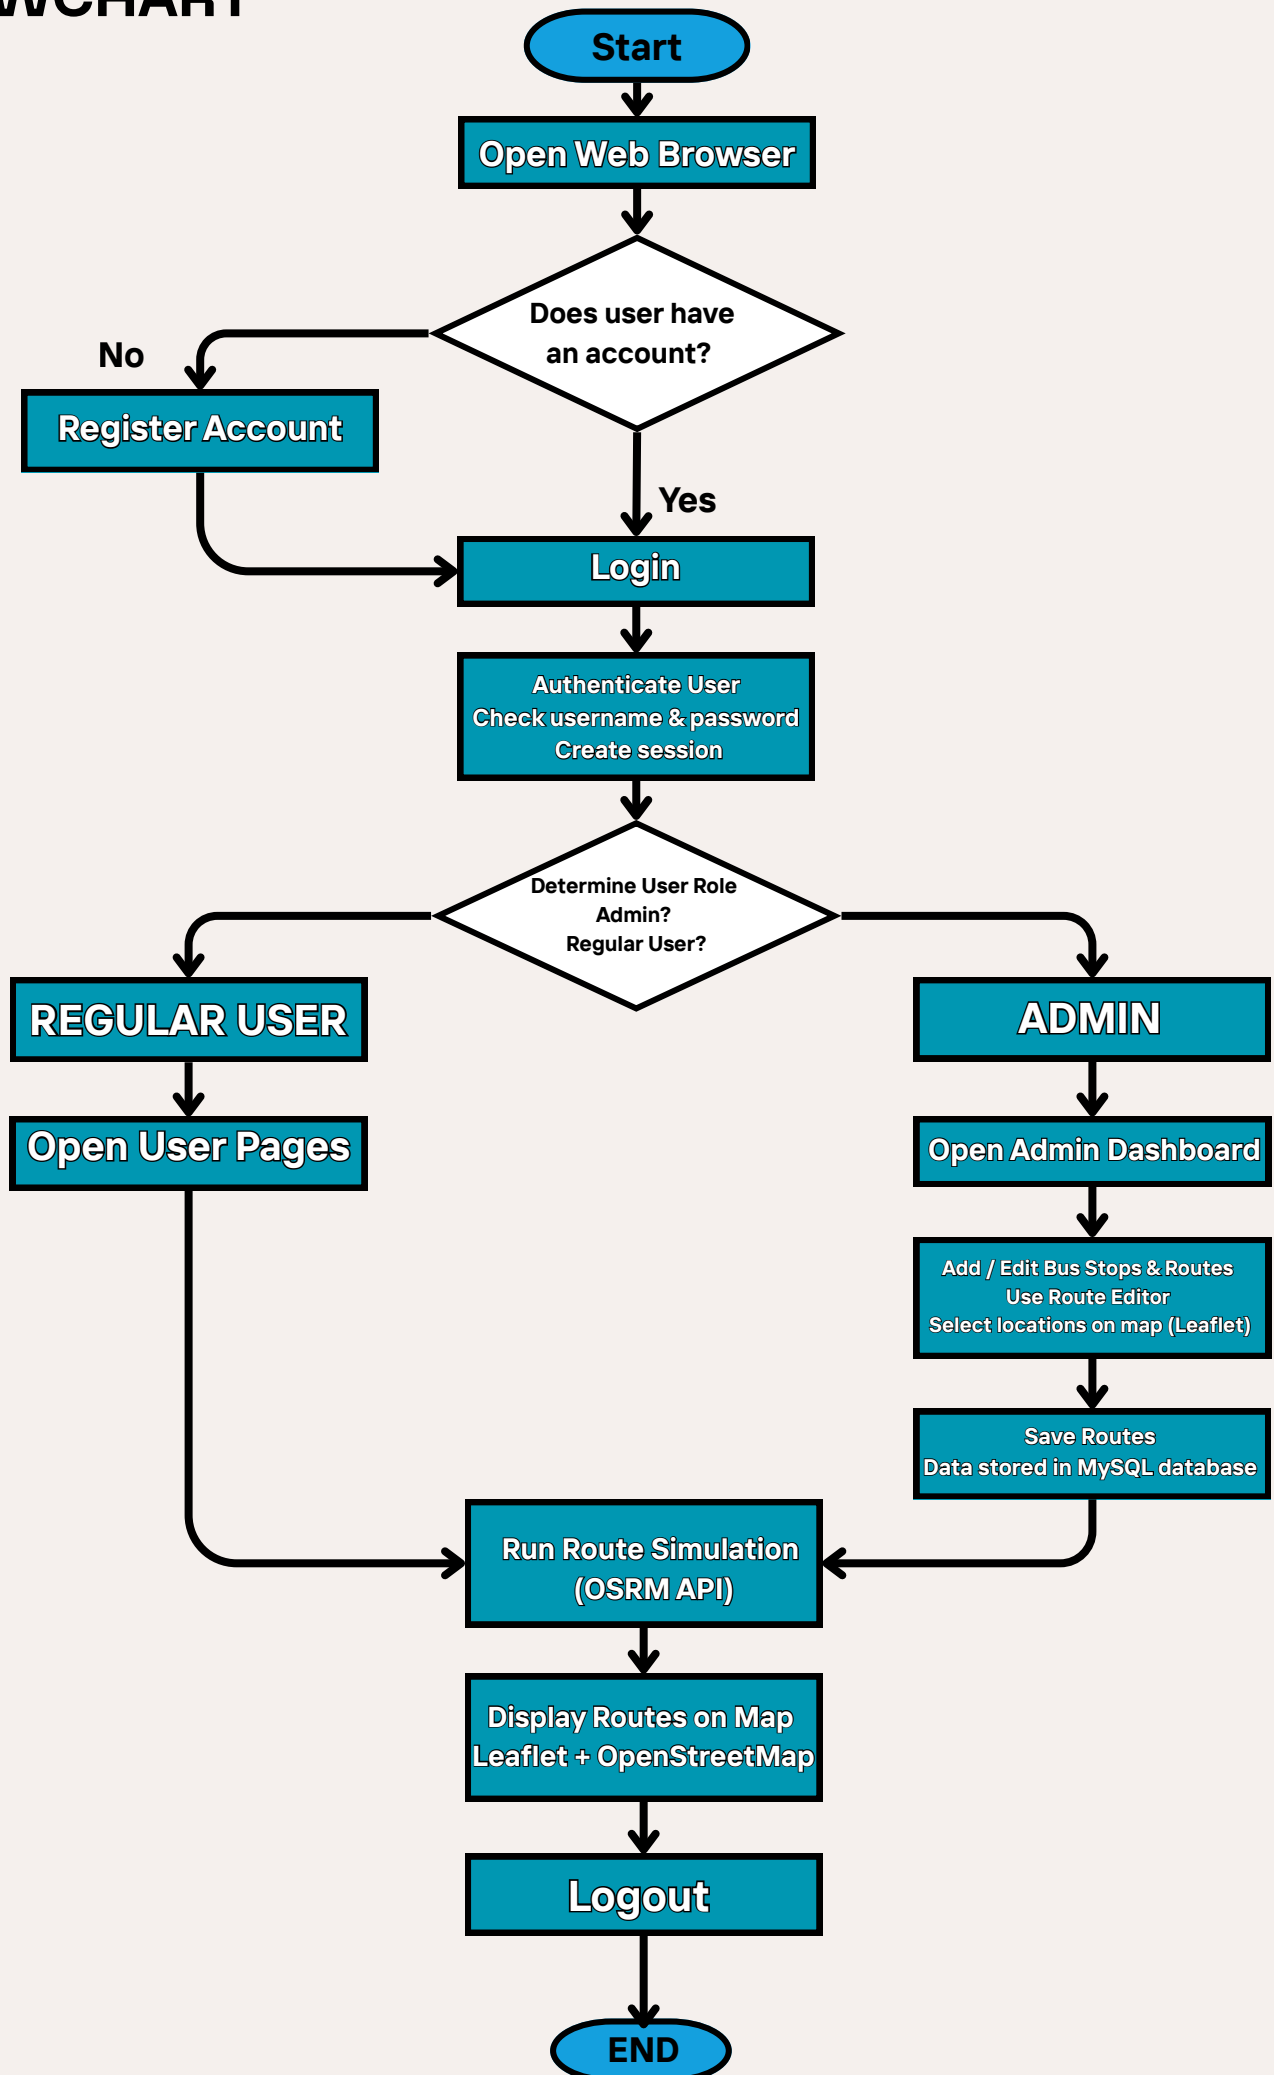 WCHART
Start
Open Web Browser
Does user have
an account?
No
Register Account
Yes
Login
Authenticate User
Check username & password
Create session
Determine User Role
Admin?
Regular User?
REGULAR USER
ADMIN
Open User Pages
Open Admin Dashboard
Add / Edit Bus Stops & Routes
Use Route Editor
Select locations on map (Leaflet)
Save Routes
Data stored in MySQL database
Run Route Simulation
(OSRM API)
Display Routes on Map
Leaflet + OpenStreetMap
Logout
END